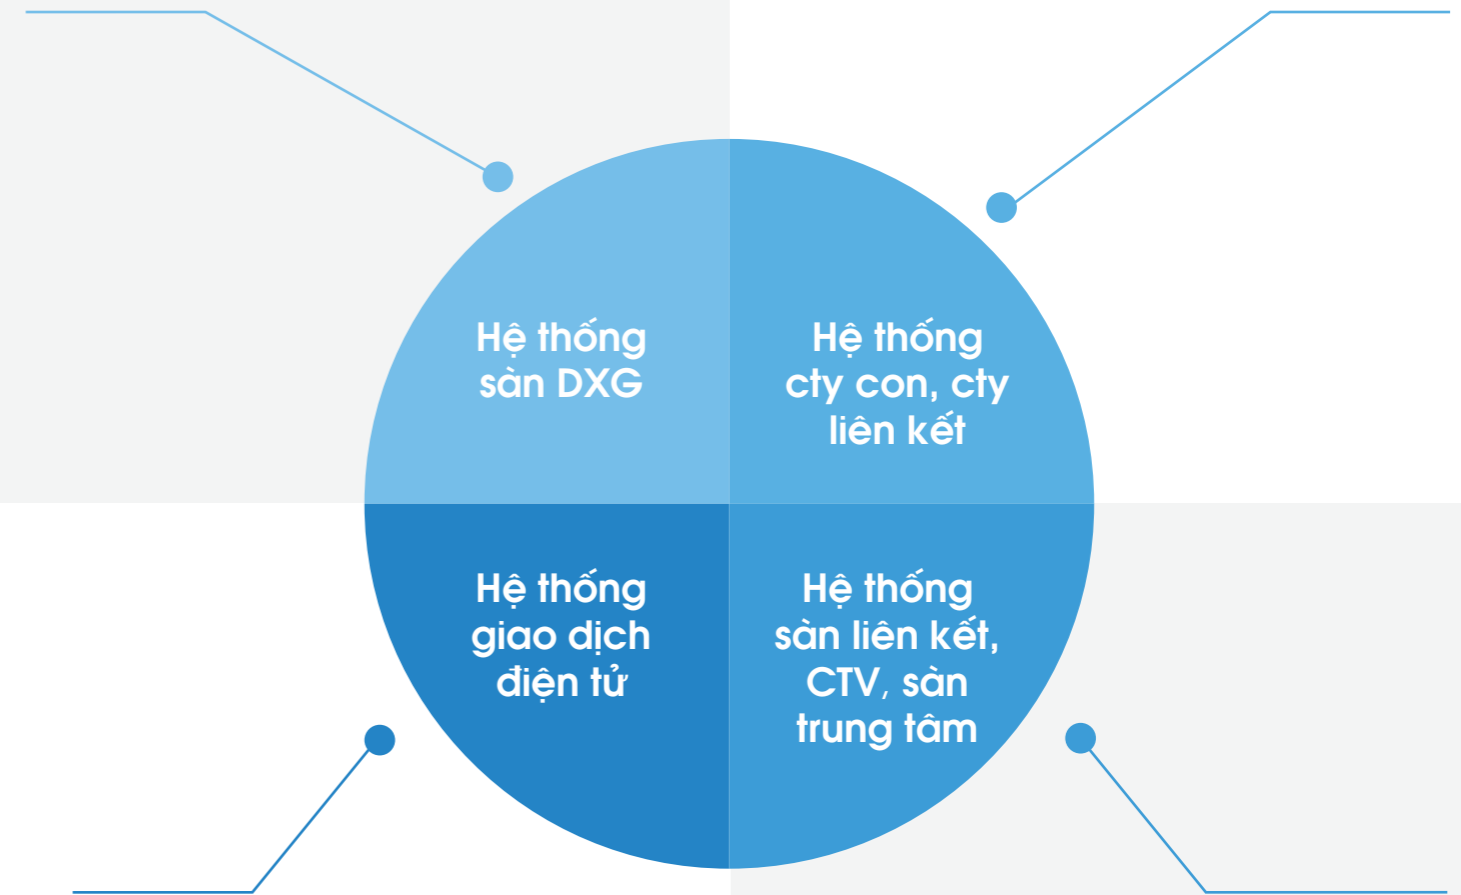 Hệ thống
sàn DXG
Hệ thống
cty con, cty
liên kết
Hệ thống
giao dịch
điện tử
Hệ thống
sàn liên kết,
CTV, sàn
trung tâm